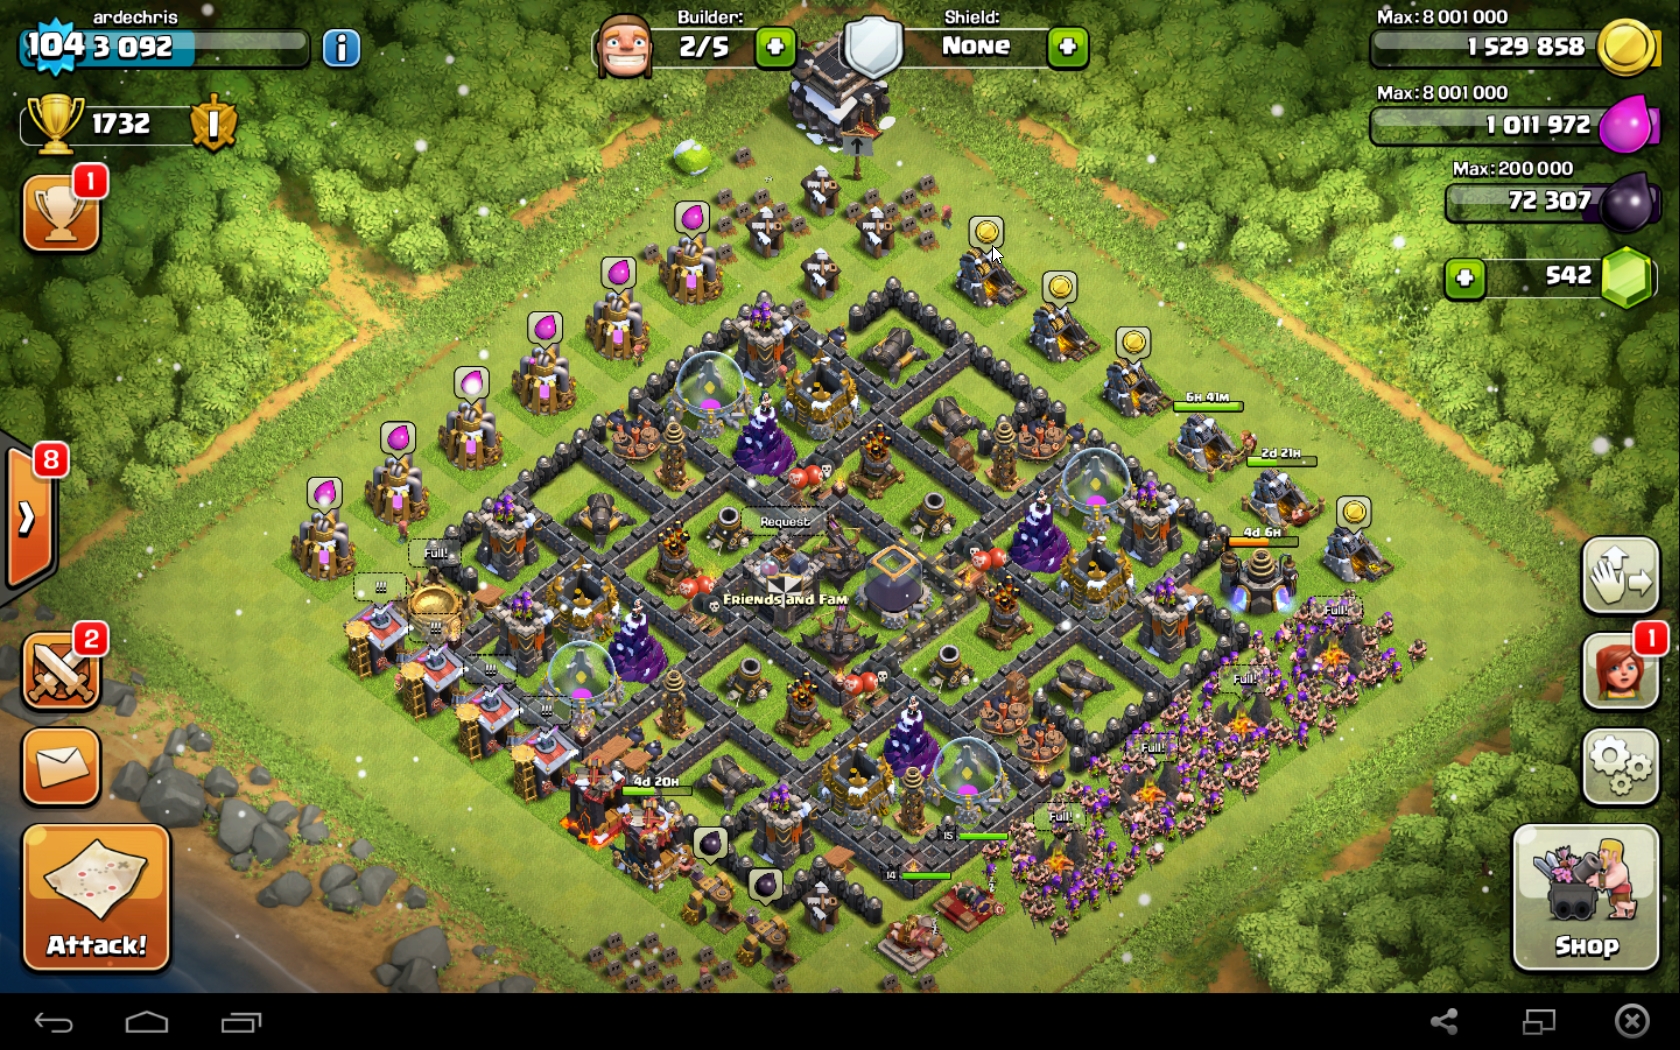 ardechris
104 3 092
Builder:
2/5
Shield:
None
Max: 8 001 000
1 529 858
Max: 8 001 000
1 011 972
Max: 200 000
72 307
542
1732
1
8
2
Attack!
1
Shop
6H 41M
2d 21H
4d 6H
Full!
Request
Friends and Fam
Full!
Full!
Full!
Full!
4d 20H
15
14